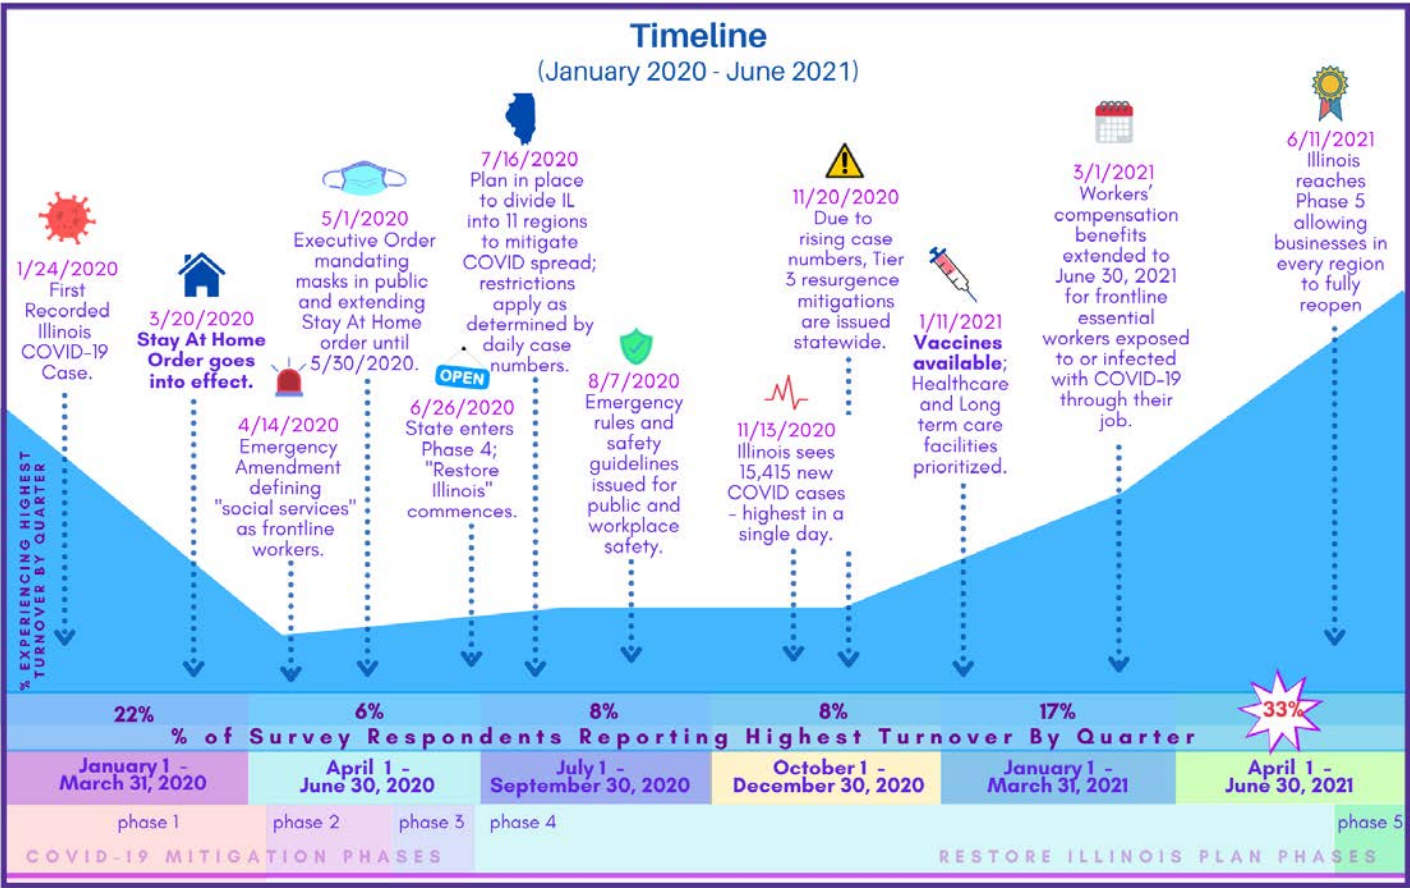 Timeline
(January 2020 - June 2021)
1/24/2020
First
Recorded
Illinois
COVID-19
Case.
3/20/2020
Stay At Home
Order goes
into effect.
4/14/2020
Emergency
Amendment
defining
"social services"
as frontline
workers.
5/1/2020
Executive Order
mandating
masks in public
and extending
Stay At Home
order until
5/30/2020.
OPEN
6/26/2020
State enters
Phase 4;
"Restore
Illinois"
commences.
7/16/2020
Plan in place
to divide IL
into 11 regions
to mitigate
COVID spread;
restrictions
apply as
determined by
daily case
numbers.
8/7/2020
Emergency
rules and
safety
guidelines
issued for
public and
workplace
safety.
11/13/2020
Illinois sees
15,415 new
COVID cases
- highest in a
single day.
11/20/2020
Due to
rising case
numbers, Tier
3 resurgence
mitigations
are issued
statewide.
1/11/2021
Vaccines
available;
Healthcare
and Long
term care
facilities
prioritized.
3/1/2021
Workers'
compensation
benefits
extended to
June 30, 2021
for frontline
essential
workers exposed
to or infected
with COVID-19
through their
job.
6/11/2021
Illinois
reaches
Phase 5
allowing
businesses in
every region
to fully
reopen
% EXPERIENCING HIGHEST
TURNOVER BY QUARTER
22% 6% 8% 8% 17% 33%
% of Survey Respondents Reporting Highest Turnover By Quarter
January 1 -
March 31, 2020
April 1 -
June 30, 2020
July 1 -
September 30, 2020
October 1 -
December 30, 2020
January 1 -
March 31, 2021
April 1 -
June 30, 2021
phase 1 phase 2 phase 3 phase 4 phase 5
COVID-19 MITIGATION PHASES RESTORE ILLINOIS PLAN PHASES